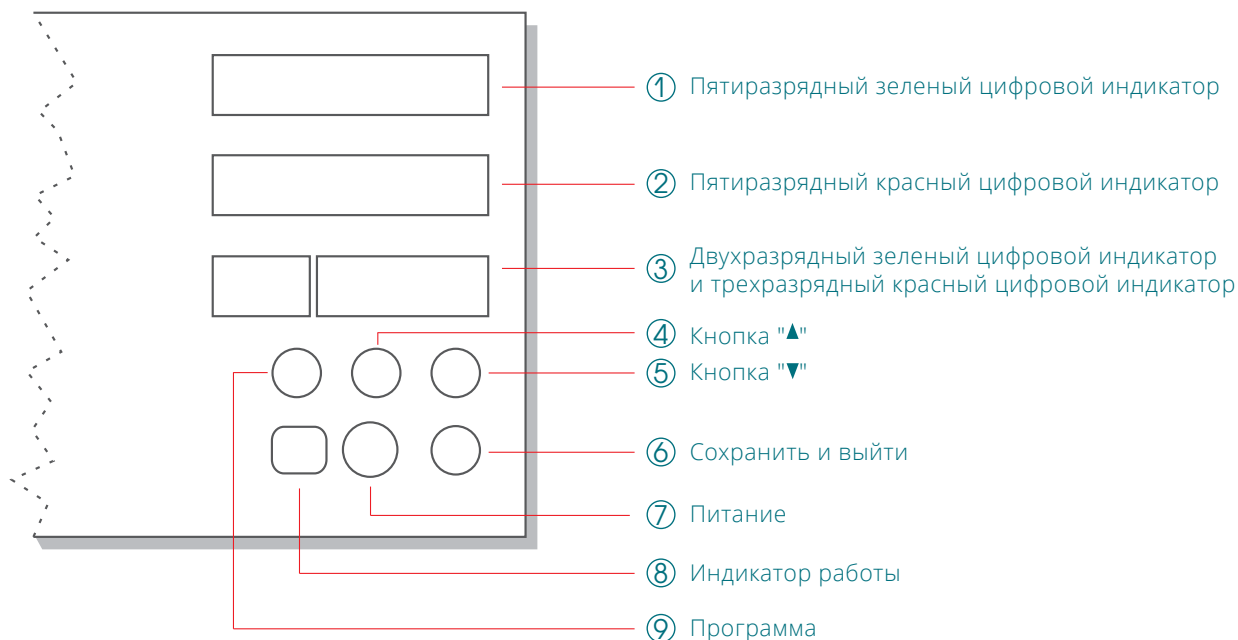 ① Пятиразрядный зеленый цифровой индикатор
② Пятиразрядный красный цифровой индикатор
③ Двухразрядный зеленый цифровой индикатор
и трехразрядный красный цифровой индикатор
④ Кнопка "▲"
⑤ Кнопка "▼"
⑥ Сохранить и выйти
⑦ Питание
⑧ Индикатор работы
⑨ Программа